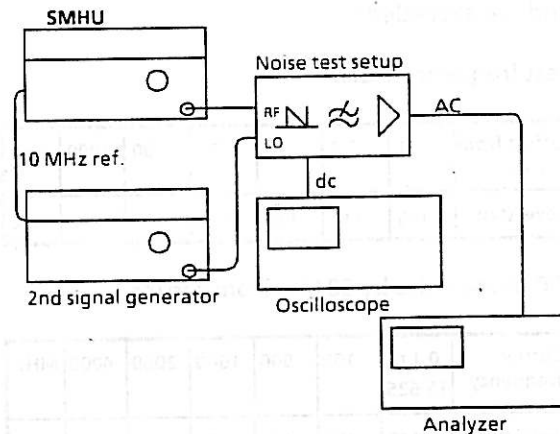 SMHU
Noise test setup
RF
LO
AC
10 MHz ref.
dc
2nd signal generator
Oscilloscope
Analyzer